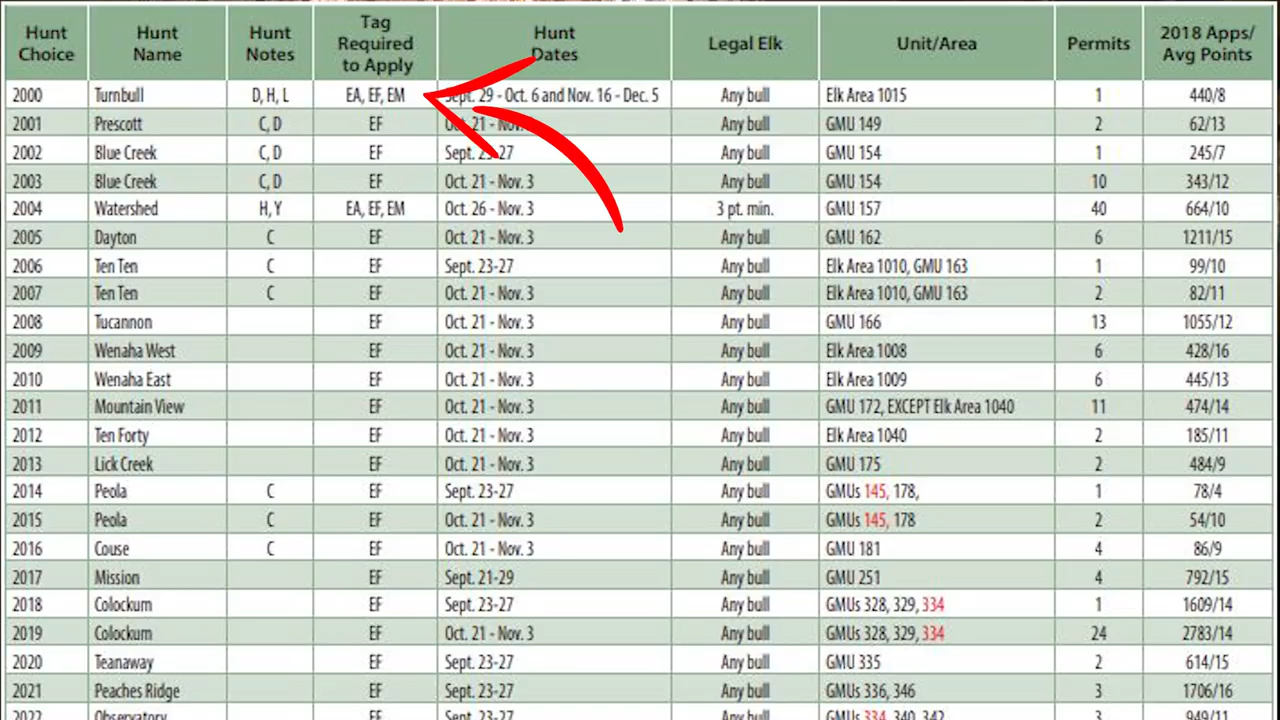 Hunt Choice Hunt Name Hunt Notes Tag Required to Apply Hunt Dates Legal Elk Unit/Area Permits 2018 Apps/ Avg Points
2000 Turnbull D, H, L EA, EF, EM Sept. 29 - Oct. 6 and Nov. 16 - Dec. 5 Any bull Elk Area 1015 1 440/8
2001 Prescott C, D EF Oct. 21 - Nov. Any bull GMU 149 2 62/13
2002 Blue Creek C, D EF Sept. 23-27 Any bull GMU 154 1 245/7
2003 Blue Creek C, D EF Oct. 21 - Nov. 3 Any bull GMU 154 10 343/12
2004 Watershed H, Y EA, EF, EM Oct. 26 - Nov. 3 3 pt. min. GMU 157 40 664/10
2005 Dayton C EF Oct. 21 - Nov. 3 Any bull GMU 162 6 1211/15
2006 Ten Ten C EF Sept. 23-27 Any bull Elk Area 1010, GMU 163 1 99/10
2007 Ten Ten C EF Oct. 21 - Nov. 3 Any bull Elk Area 1010, GMU 163 2 82/11
2008 Tucannon EF Oct. 21 - Nov. 3 Any bull GMU 166 13 1055/12
2009 Wenaha West EF Oct. 21 - Nov. 3 Any bull Elk Area 1008 6 428/16
2010 Wenaha East EF Oct. 21 - Nov. 3 Any bull Elk Area 1009 6 445/13
2011 Mountain View EF Oct. 21 - Nov. 3 Any bull GMU 172, EXCEPT Elk Area 1040 11 474/14
2012 Ten Forty EF Oct. 21 - Nov. 3 Any bull Elk Area 1040 2 185/11
2013 Lick Creek EF Oct. 21 - Nov. 3 Any bull GMU 175 2 484/9
2014 Peola C EF Sept. 23-27 Any bull GMUs 145, 178, 1 78/4
2015 Peola C EF Oct. 21 - Nov. 3 Any bull GMUs 145, 178 2 54/10
2016 Couse C EF Oct. 21 - Nov. 3 Any bull GMU 181 4 86/9
2017 Mission EF Sept. 21-29 Any bull GMU 251 4 792/15
2018 Colockum EF Sept. 23-27 Any bull GMUs 328, 329, 334 1 1609/14
2019 Colockum EF Oct. 21 - Nov. 3 Any bull GMUs 328, 329, 334 24 2783/14
2020 Teanaway EF Sept. 23-27 Any bull GMU 335 2 614/15
2021 Peaches Ridge EF Sept. 23-27 Any bull GMUs 336, 346 3 1706/16
2022 Observatory EF Sept. 23-27 Any bull GMUs 334, 340, 342 3 949/11